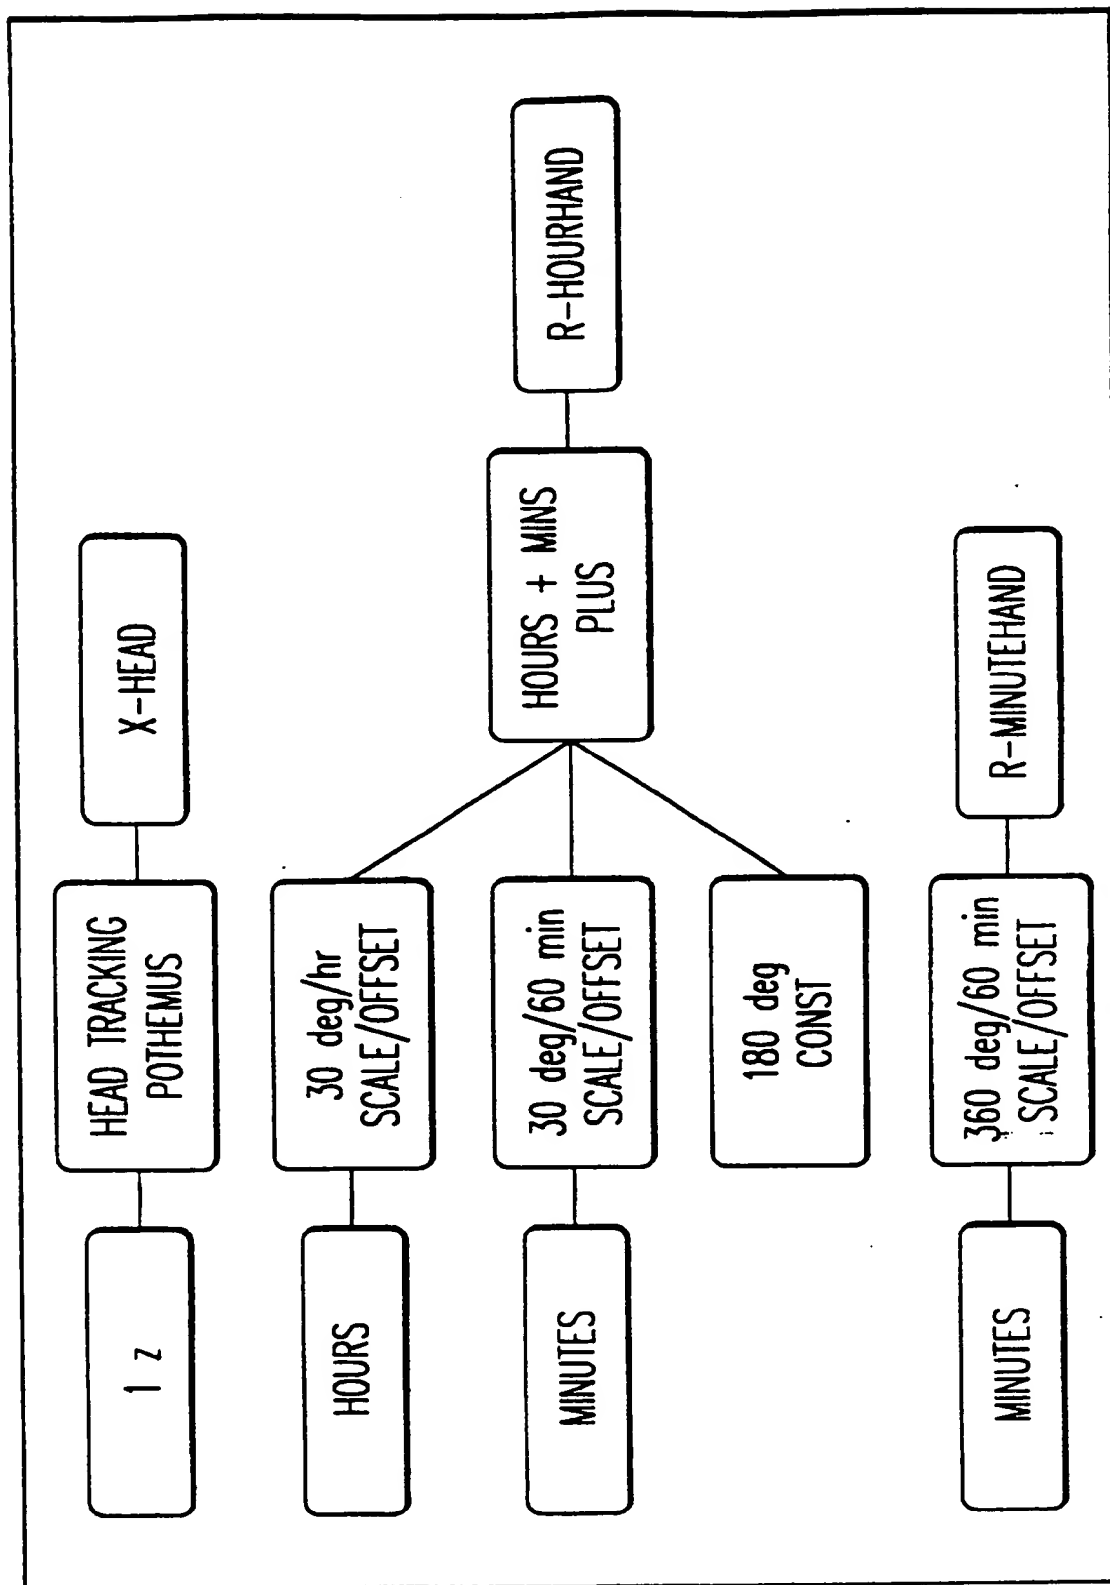 1 z
HEAD TRACKING
POTHEMUS
X-HEAD
HOURS
30 deg/hr
SCALE/OFFSET
MINUTES
30 deg/60 min
SCALE/OFFSET
180 deg
CONST
HOURS + MINS
PLUS
R-HOURHAND
MINUTES
360 deg/60 min
SCALE/OFFSET
R-MINUTEHAND